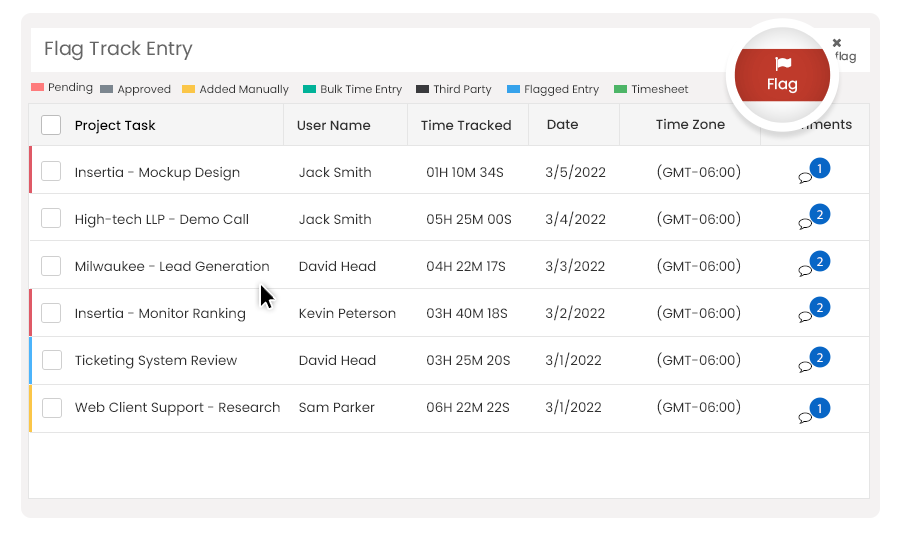 Flag Track Entry
Flag
flag
Pending Approved Added Manually Bulk Time Entry Third Party Flagged Entry Timesheet
Project Task User Name Time Tracked Date Time Zone
Insertia - Mockup Design Jack Smith 01H 10M 34S 3/5/2022 (GMT-06:00) 1
High-tech LLP - Demo Call Jack Smith 05H 25M 00S 3/4/2022 (GMT-06:00) 2
Milwaukee - Lead Generation David Head 04H 22M 17S 3/3/2022 (GMT-06:00) 2
Insertia - Monitor Ranking Kevin Peterson 03H 40M 18S 3/2/2022 (GMT-06:00) 2
Ticketing System Review David Head 03H 25M 20S 3/1/2022 (GMT-06:00) 2
Web Client Support - Research Sam Parker 06H 22M 22S 3/1/2022 (GMT-06:00) 1